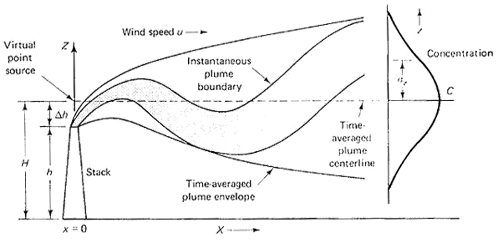 Virtual
point
source
Z
Wind speed u
Instantaneous
plume
boundary
Concentration
C
Δh
H
h
Stack
Time-
averaged
plume
centerline
Time-averaged
plume envelope
x = 0
X